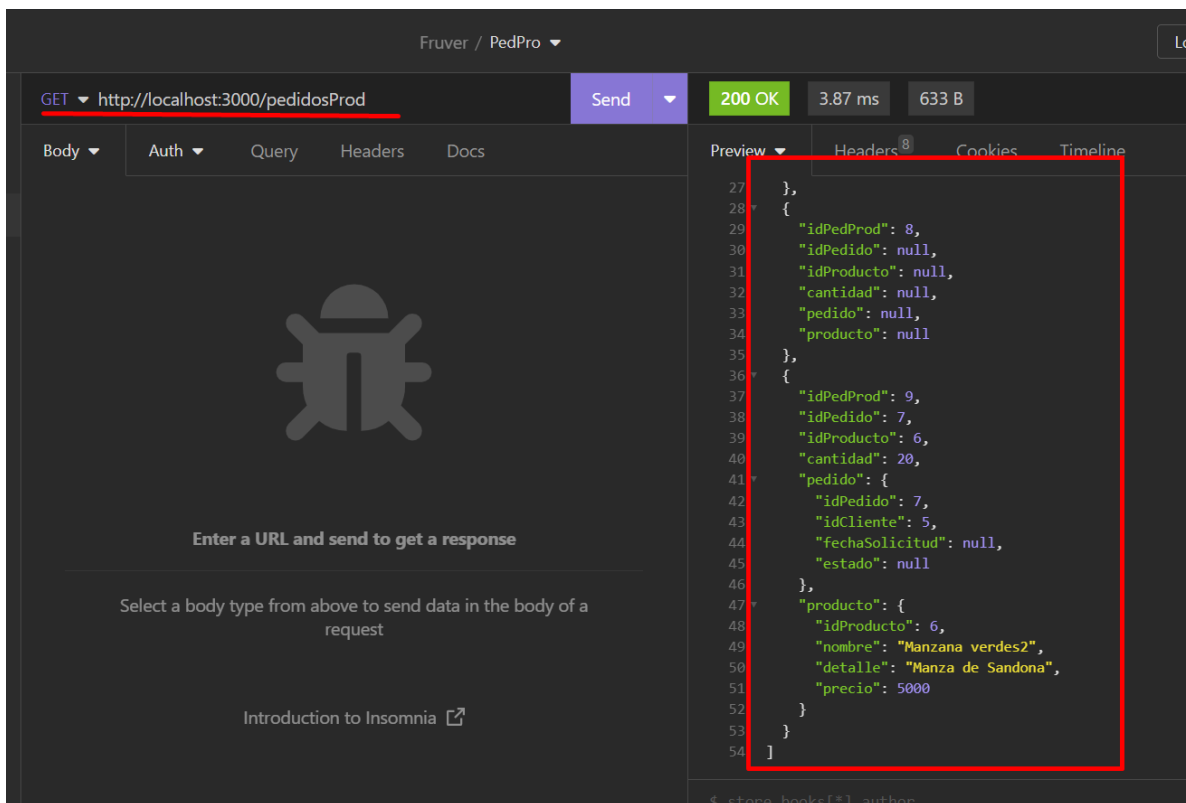 Fruver / PedPro
GET http://localhost:3000/pedidosProd
Send
200 OK 3.87 ms 633 B
Body Auth Query Headers Docs
Preview Headers 8 Cookies Timeline
27 },
28 {
29 "idPedProd": 8,
30 "idPedido": null,
31 "idProducto": null,
32 "cantidad": null,
33 "pedido": null,
34 "producto": null
35 },
36 {
37 "idPedProd": 9,
38 "idPedido": 7,
39 "idProducto": 6,
40 "cantidad": 20,
41 "pedido": {
42 "idPedido": 7,
43 "idCliente": 5,
44 "fechaSolicitud": null,
45 "estado": null
46 },
47 "producto": {
48 "idProducto": 6,
49 "nombre": "Manzana verdes2",
50 "detalle": "Manza de Sandona",
51 "precio": 5000
52 }
53 }
54 ]
Enter a URL and send to get a response
Select a body type from above to send data in the body of a
request
Introduction to Insomnia
$.store.books[*].author